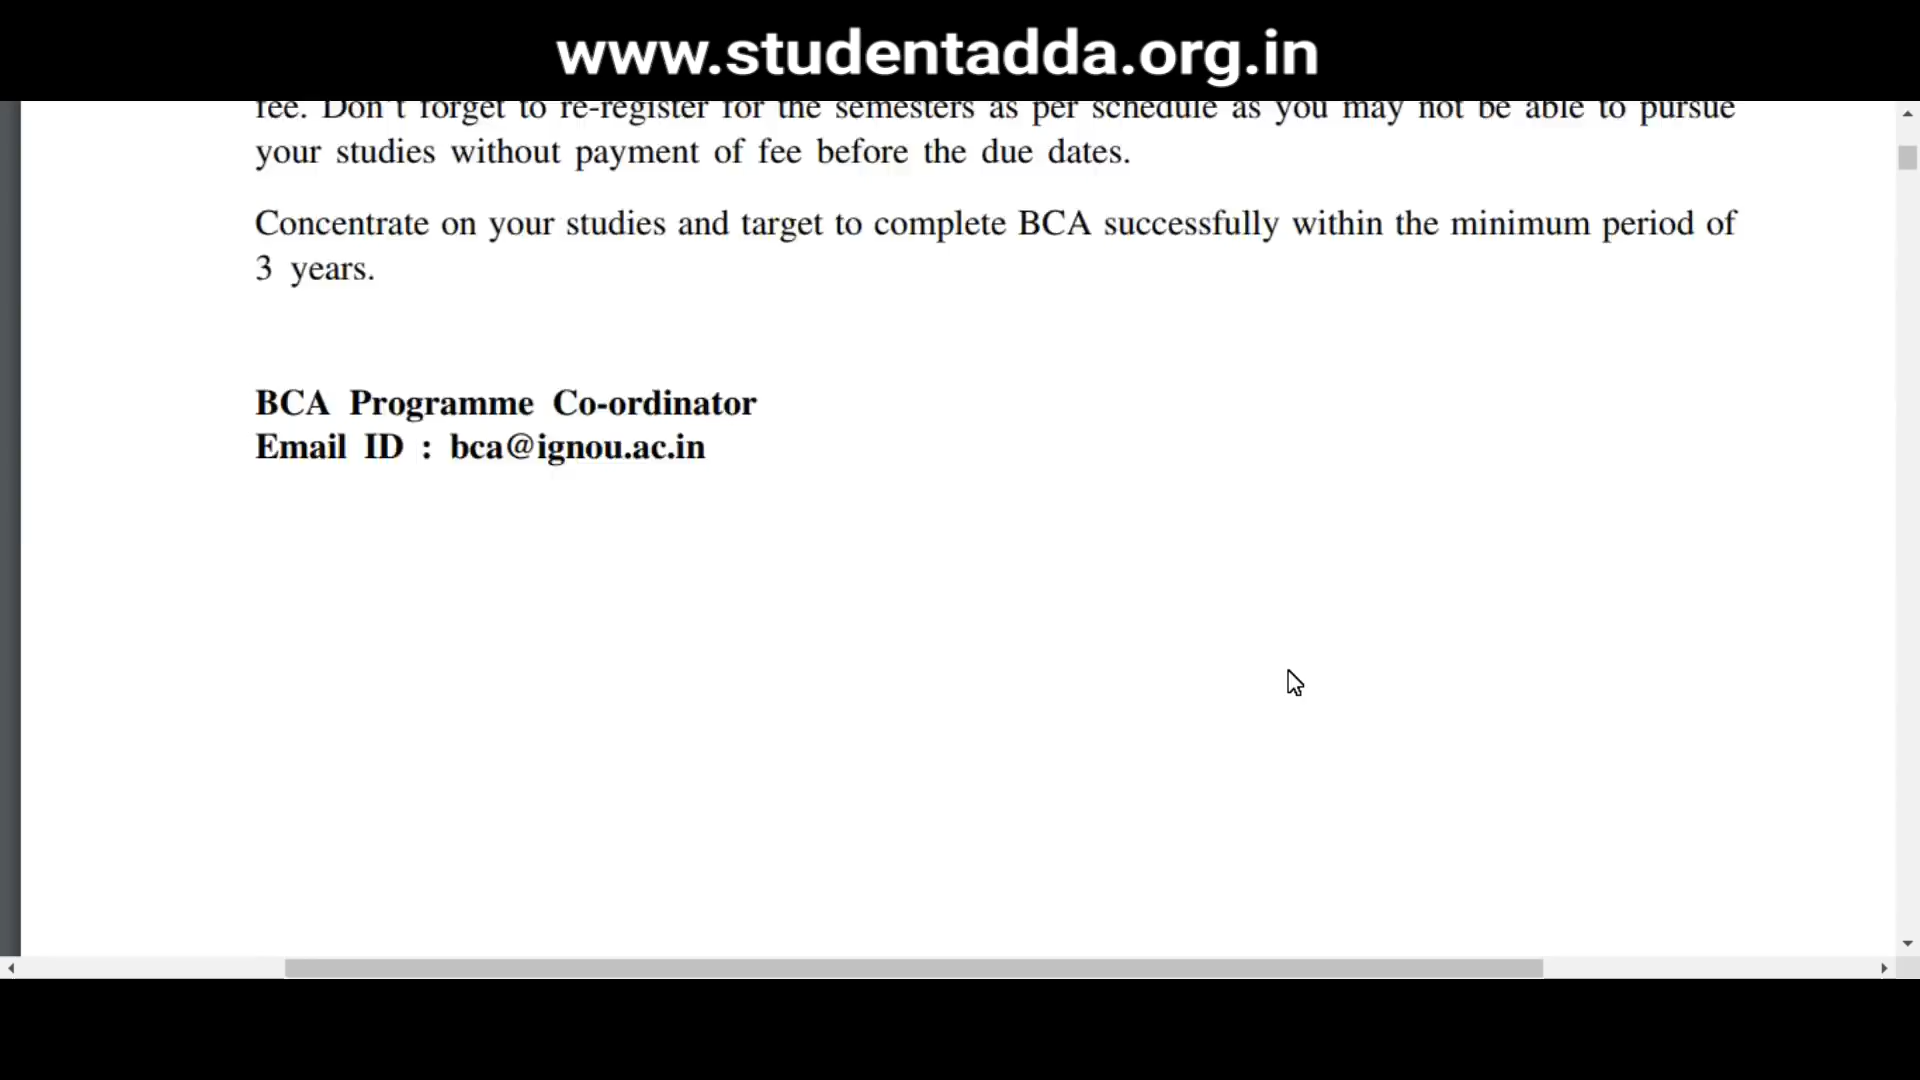 www.studentadda.org.in
fee. Don't forget to re-register for the semesters as per schedule as you may not be able to pursue
your studies without payment of fee before the due dates.
Concentrate on your studies and target to complete BCA successfully within the minimum period of
3 years.
BCA Programme Co-ordinator
Email ID : bca@ignou.ac.in